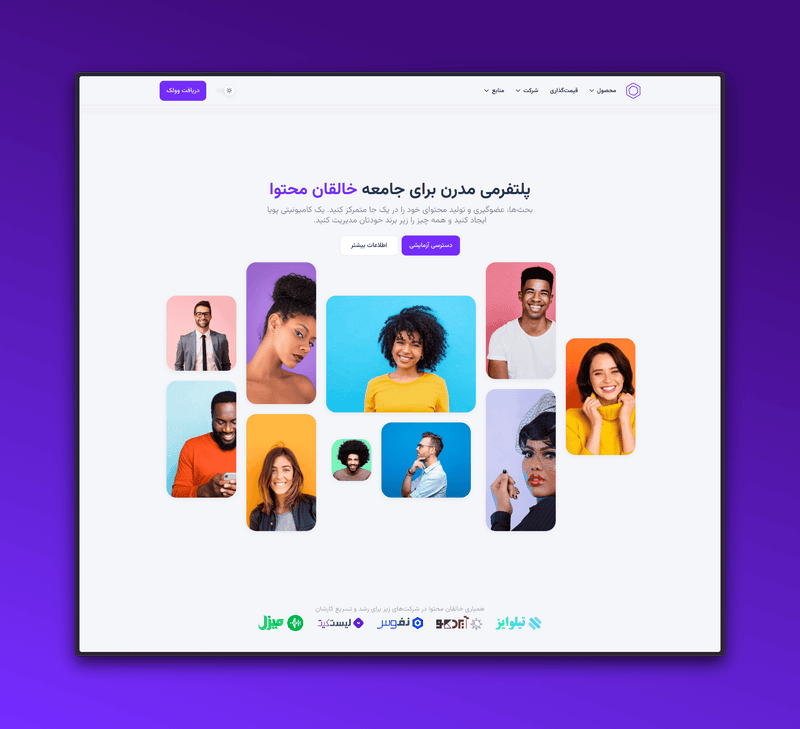 محصول
قیمت‌گذاری
شرکت
منابع
دریافت وولک
پلتفرمی مدرن برای جامعه خالقان محتوا
بحث‌ها، عضوگیری و تولید محتوای خود را در یک جا متمرکز کنید. یک کامیونیتی پویا
ایجاد کنید و همه چیز را زیر برند خودتان مدیریت کنید.
دسترسی آزمایشی
اطلاعات بیشتر
همیاری خالقان محتوا در شرکت‌های زیر برای رشد و تسریع کارشان
تیلوایز
نفوس
لیست‌کیت
میزل